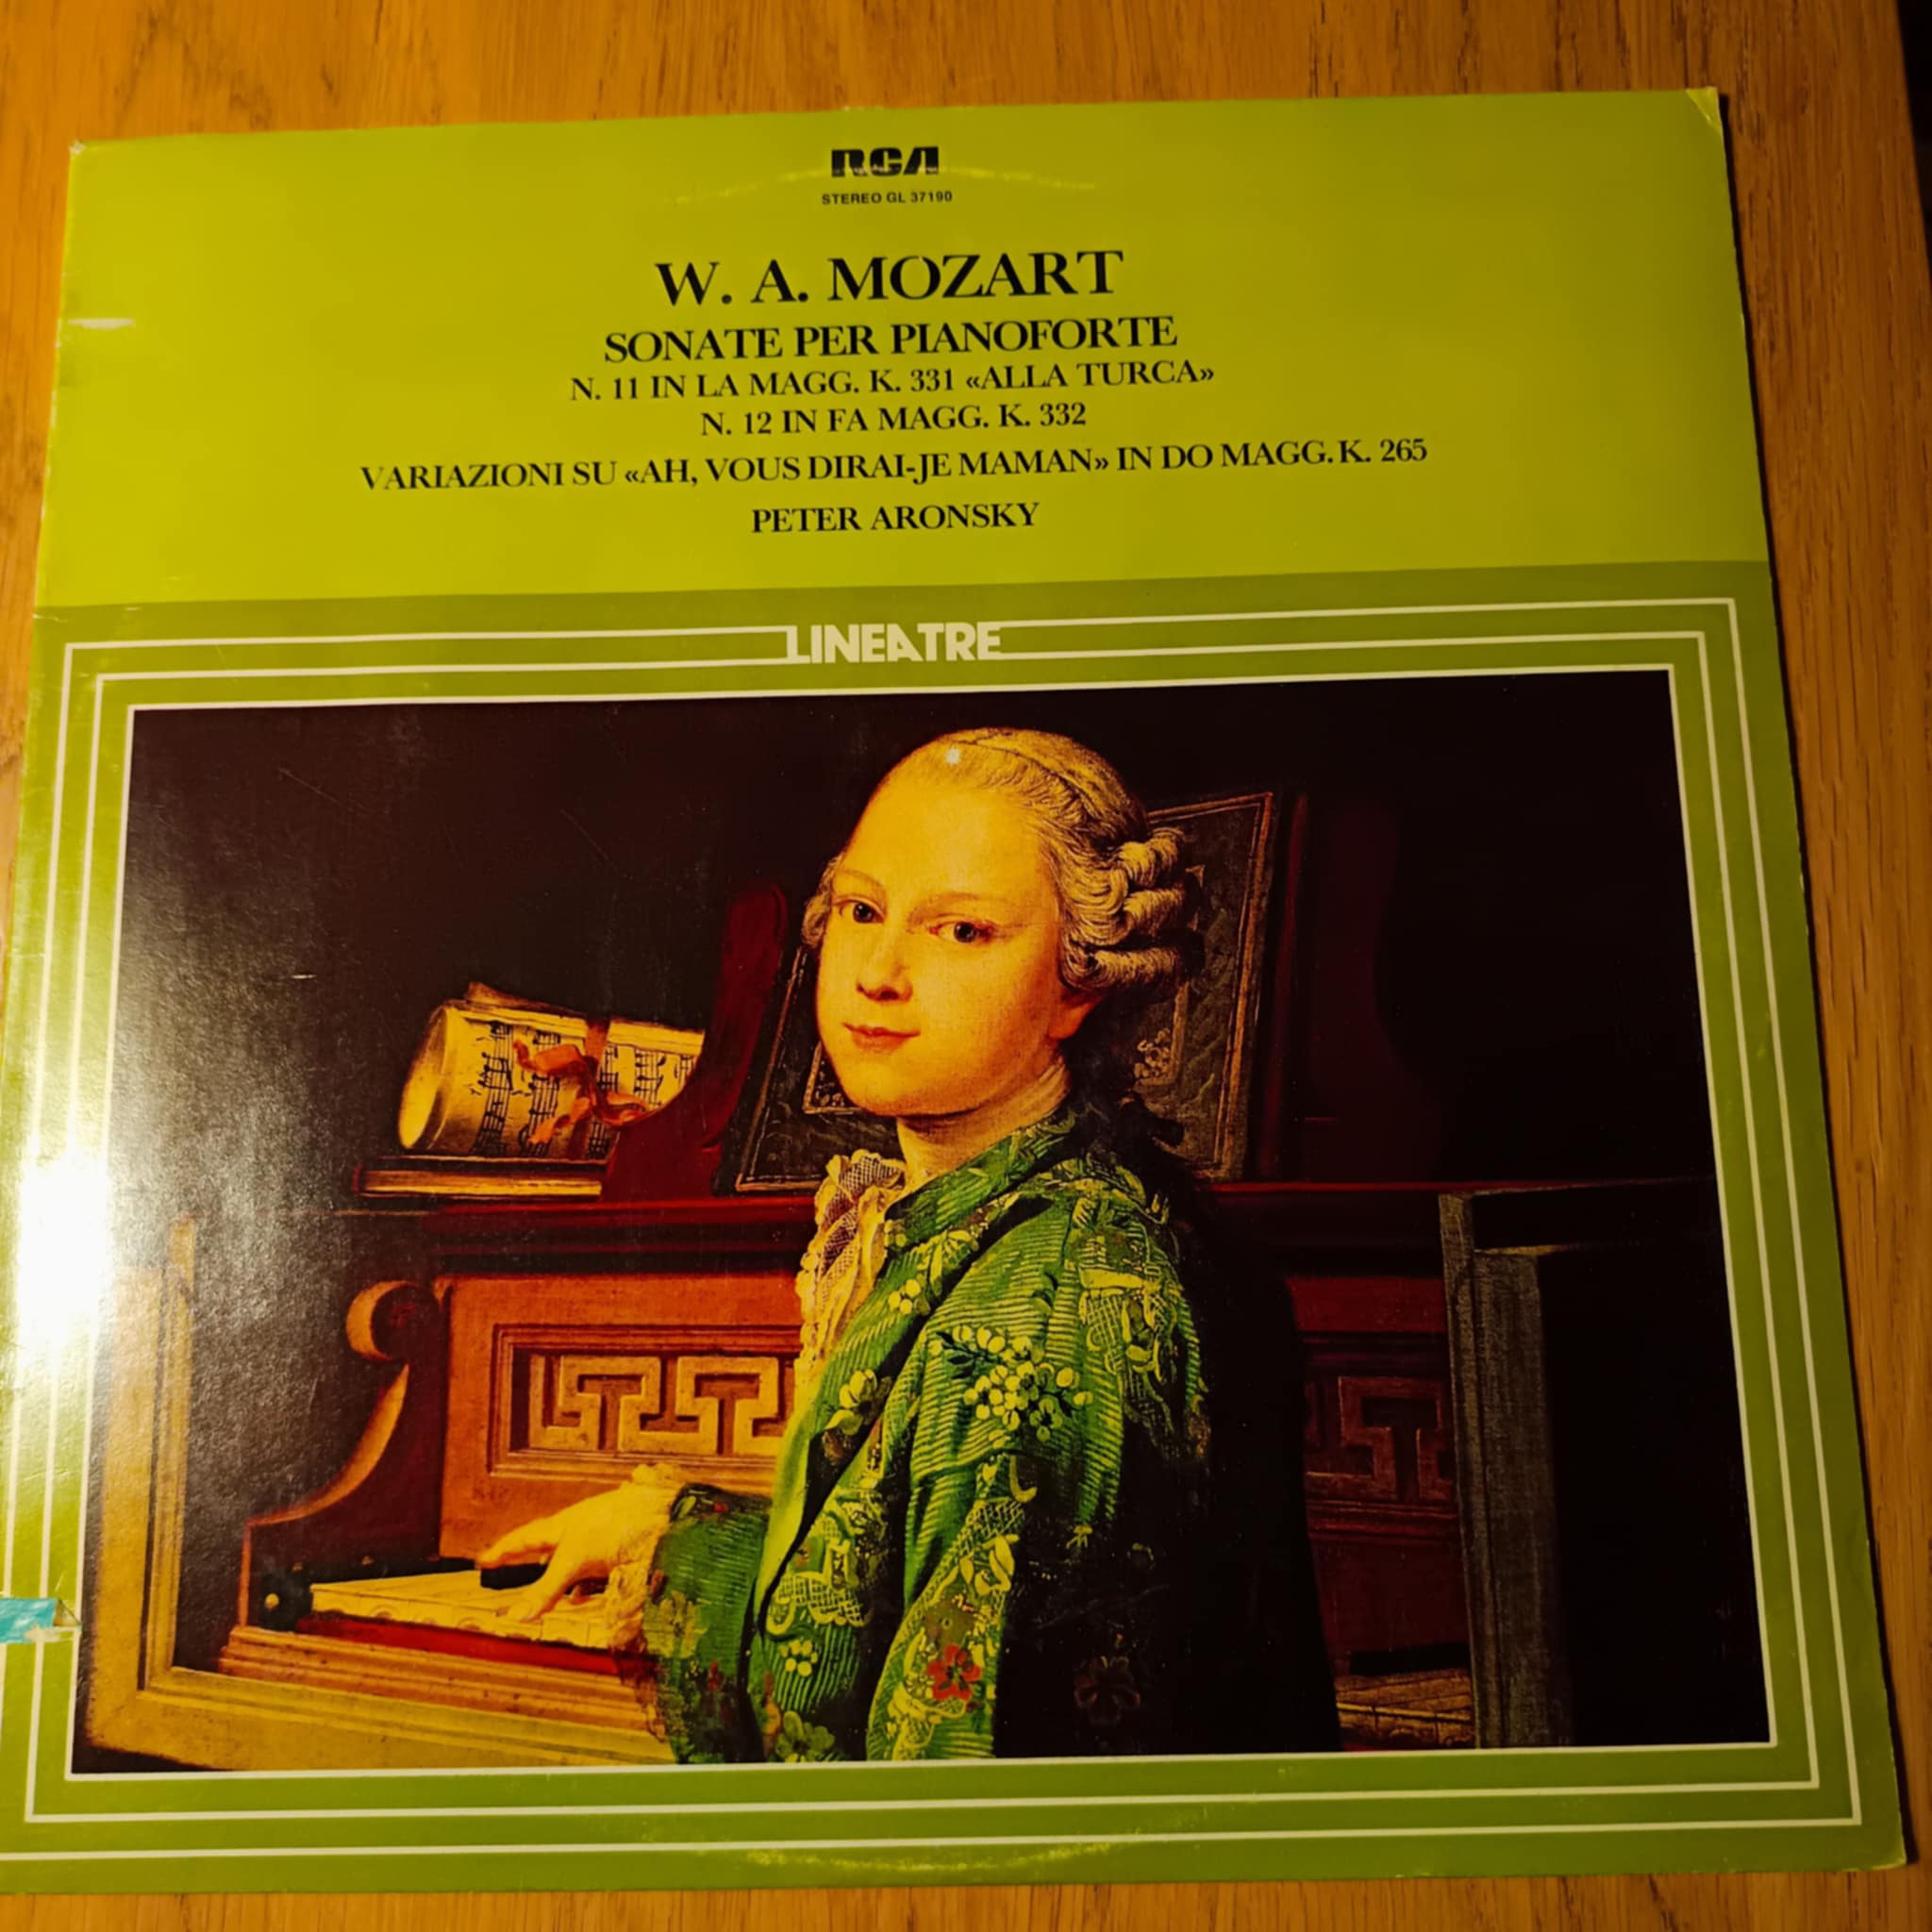 RCA
STEREO GL 37190
W. A. MOZART
SONATE PER PIANOFORTE
N. 11 IN LA MAGG. K. 331 «ALLA TURCA»
N. 12 IN FA MAGG. K. 332
VARIAZIONI SU «AH, VOUS DIRAI-JE MAMAN» IN DO MAGG. K. 265
PETER ARONSKY
LINEATRE